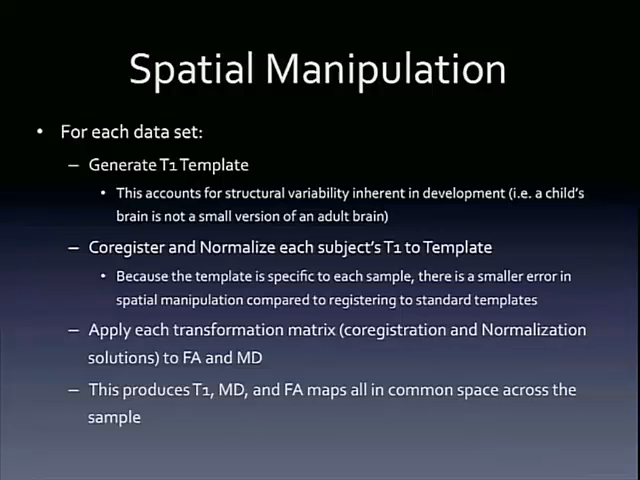 Spatial Manipulation
• For each data set:
– Generate T1 Template
• This accounts for structural variability inherent in development (i.e. a child's
brain is not a small version of an adult brain)
– Coregister and Normalize each subject's T1 to Template
• Because the template is specific to each sample, there is a smaller error in
spatial manipulation compared to registering to standard templates
– Apply each transformation matrix (coregistration and Normalization
solutions) to FA and MD
– This produces T1, MD, and FA maps all in common space across the
sample